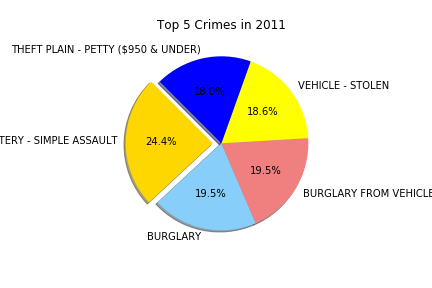 Top 5 Crimes in 2011
THEFT PLAIN - PETTY ($950 & UNDER)
18.0%
VEHICLE - STOLEN
18.6%
TERY - SIMPLE ASSAULT
24.4%
19.5%
BURGLARY FROM VEHICLE
19.5%
BURGLARY